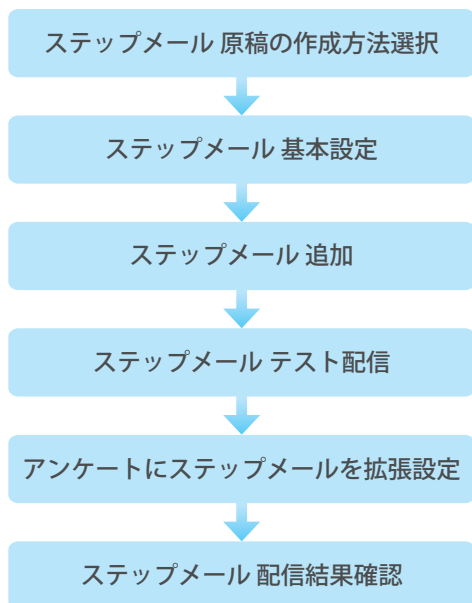 ステップメール 原稿の作成方法選択
ステップメール 基本設定
ステップメール 追加
ステップメール テスト配信
アンケートにステップメールを拡張設定
ステップメール 配信結果確認